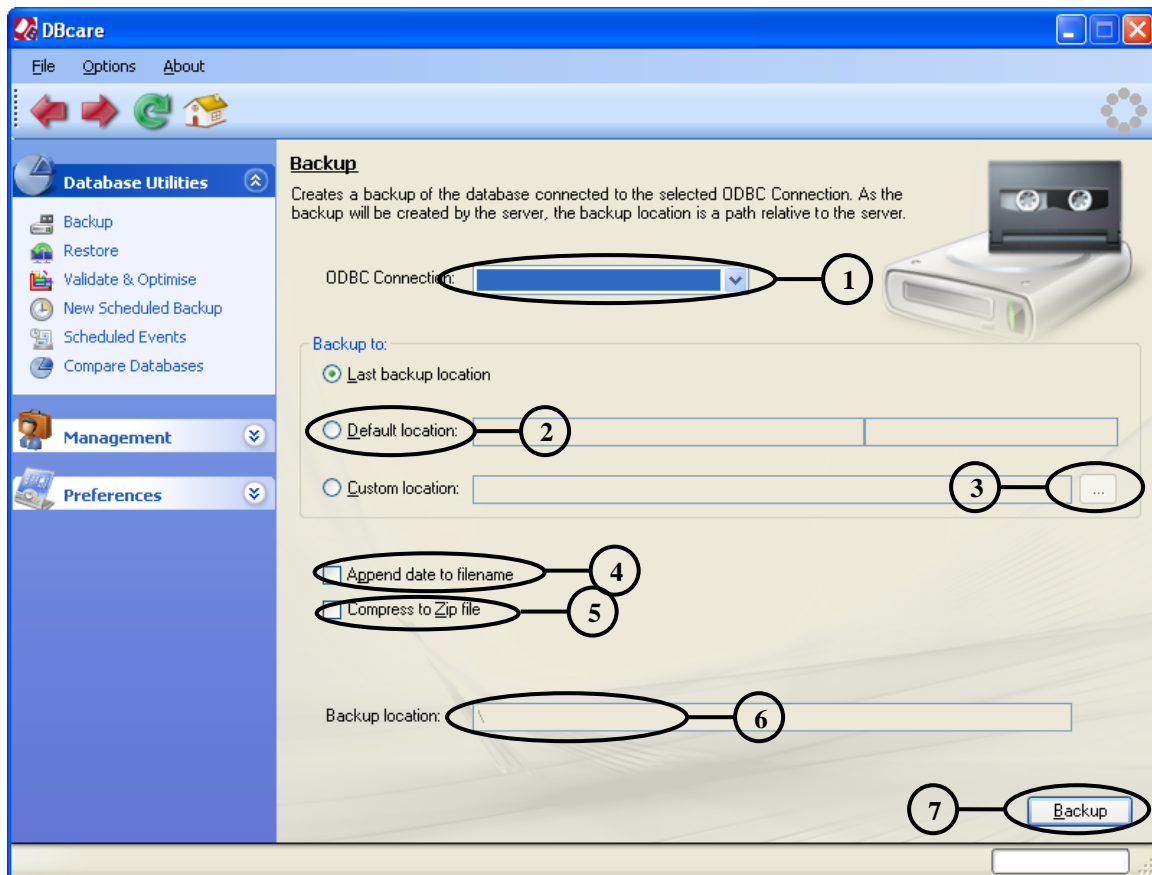 DBcare
File Options About
Database Utilities
Backup
Restore
Validate & Optimise
New Scheduled Backup
Scheduled Events
Compare Databases
Management
Preferences
Backup
Creates a backup of the database connected to the selected ODBC Connection. As the
backup will be created by the server, the backup location is a path relative to the server.
ODBC Connection: 1
Backup to:
Last backup location
Default location: 2
Custom location: 3 ...
Append date to filename 4
Compress to Zip file 5
Backup location: \ 6
7 Backup